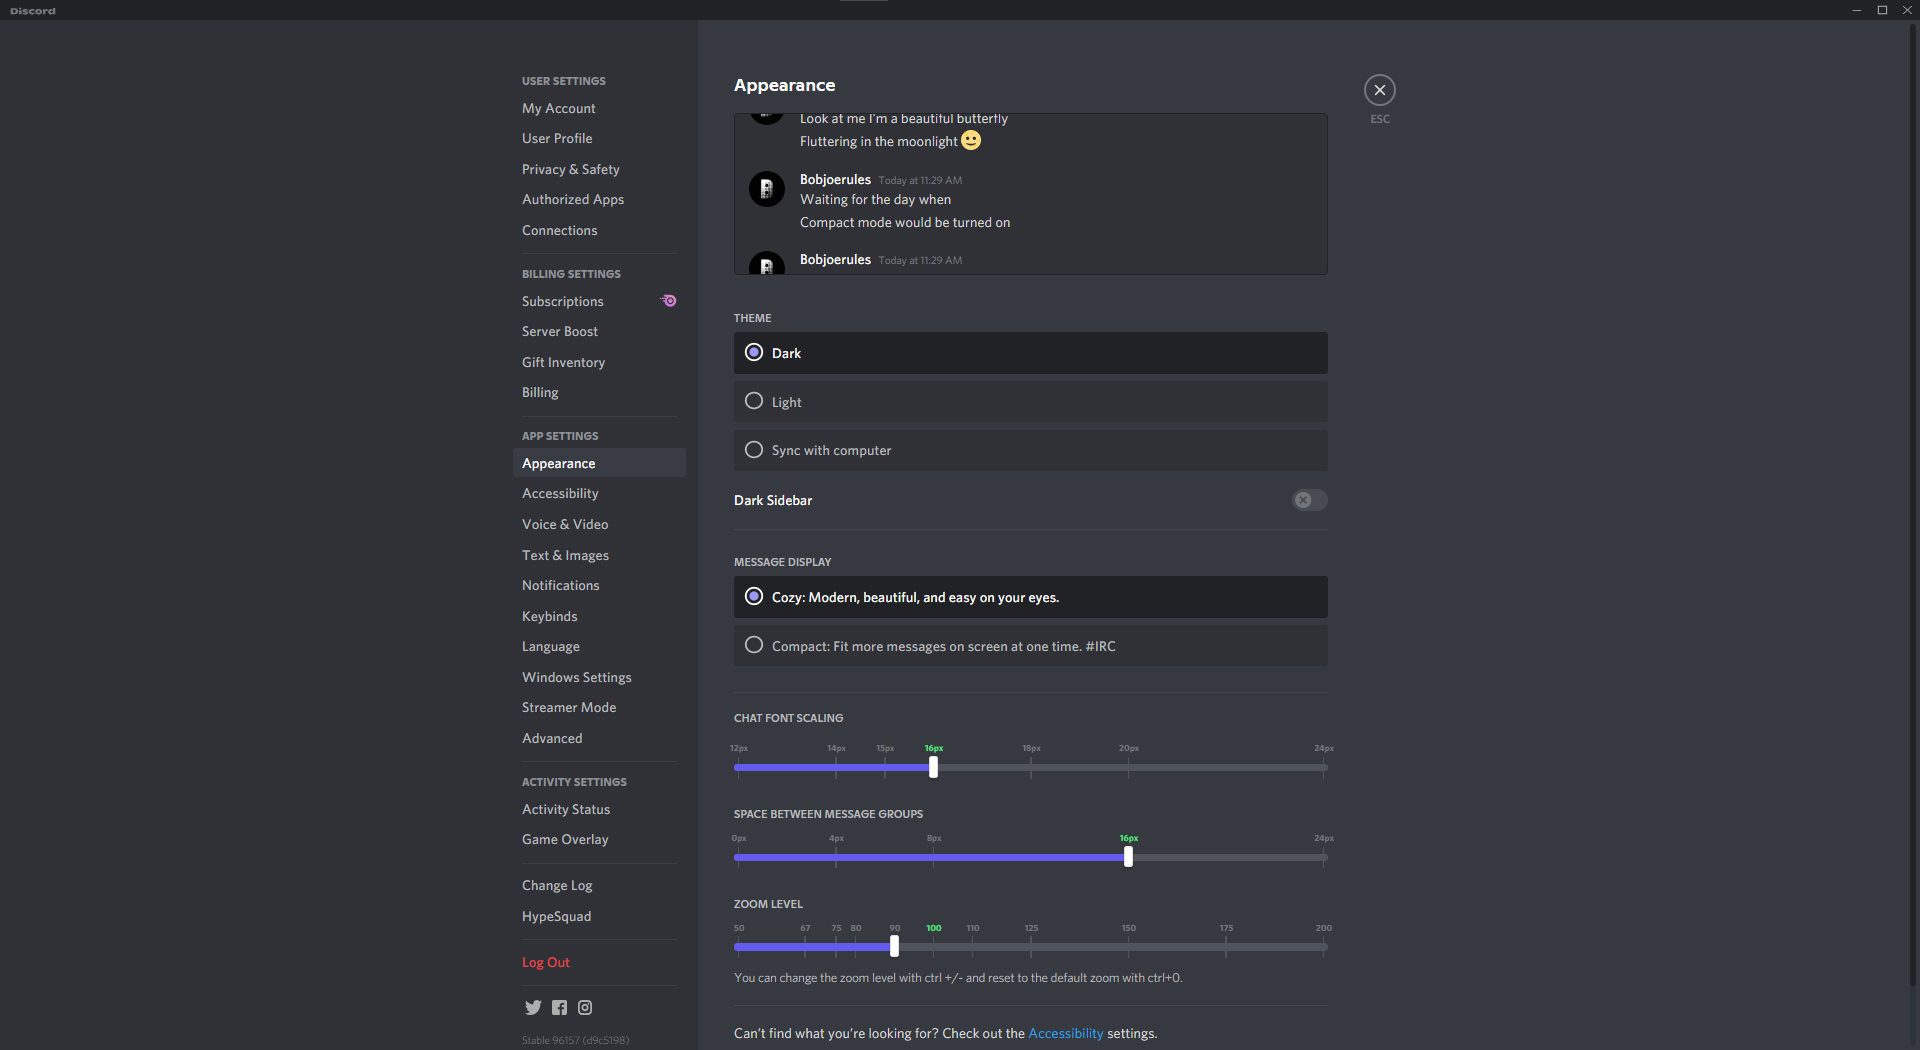 Discord
USER SETTINGS
My Account
User Profile
Privacy & Safety
Authorized Apps
Connections
BILLING SETTINGS
Subscriptions
Server Boost
Gift Inventory
Billing
APP SETTINGS
Appearance
Accessibility
Voice & Video
Text & Images
Notifications
Keybinds
Language
Windows Settings
Streamer Mode
Advanced
ACTIVITY SETTINGS
Activity Status
Game Overlay
Change Log
HypeSquad
Log Out
Stable 96157 (d9c5198)
Appearance
ESC
Look at me I'm a beautiful butterfly
Fluttering in the moonlight
Bobjoerules Today at 11:29 AM
Waiting for the day when
Compact mode would be turned on
Bobjoerules Today at 11:29 AM
THEME
Dark
Light
Sync with computer
Dark Sidebar
MESSAGE DISPLAY
Cozy: Modern, beautiful, and easy on your eyes.
Compact: Fit more messages on screen at one time. #IRC
CHAT FONT SCALING
12px 14px 15px 16px 18px 20px 24px
SPACE BETWEEN MESSAGE GROUPS
0px 4px 8px 16px 24px
ZOOM LEVEL
50 67 75 80 90 100 110 125 150 175 200
You can change the zoom level with ctrl +/- and reset to the default zoom with ctrl+0.
Can't find what you're looking for? Check out the Accessibility settings.